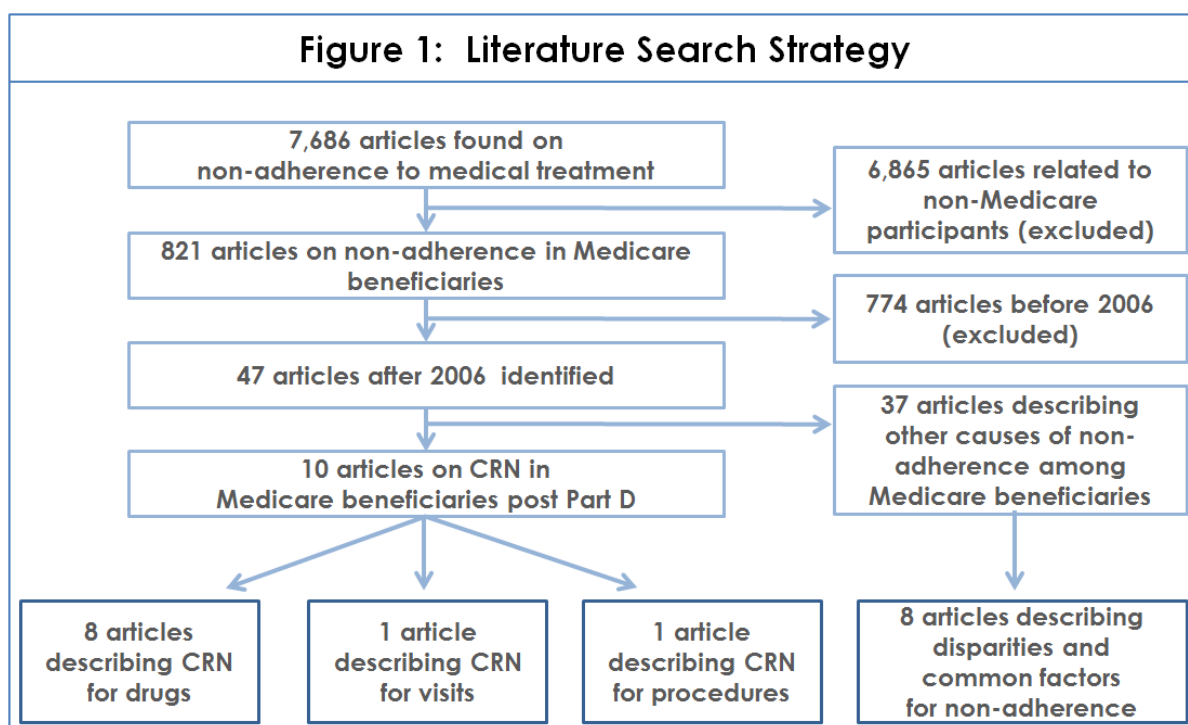 Figure 1: Literature Search Strategy
7,686 articles found on
non-adherence to medical treatment
6,865 articles related to
non-Medicare
participants (excluded)
821 articles on non-adherence in Medicare
beneficiaries
774 articles before 2006
(excluded)
47 articles after 2006 identified
37 articles describing
other causes of non-
adherence among
Medicare beneficiaries
10 articles on CRN in
Medicare beneficiaries post Part D
8 articles
describing CRN
for drugs
1 article
describing CRN
for visits
1 article
describing CRN
for procedures
8 articles describing
disparities and
common factors
for non-adherence